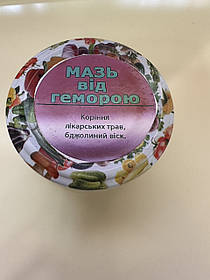 МАЗЬ
від
геморою
Коріння
лікарських трав,
бджолиний віск.